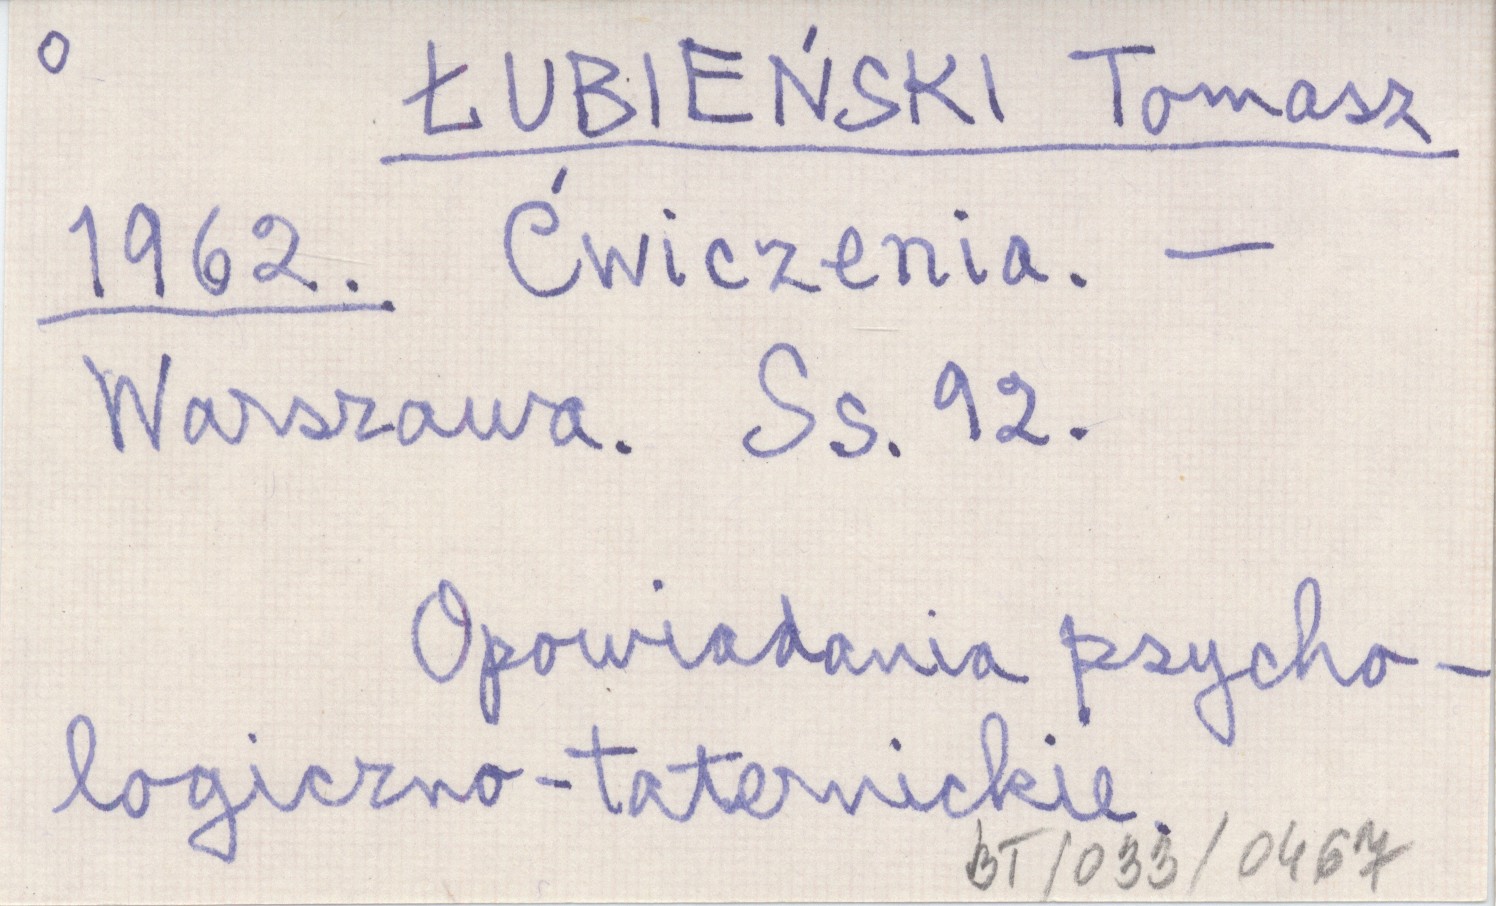 o
ŁUBIEŃSKI Tomasz
1962. Ćwiczenia. —
Warszawa. Ss. 92.
Opowiadania psycho-
logiczno-taternickie.
BT/033/0467